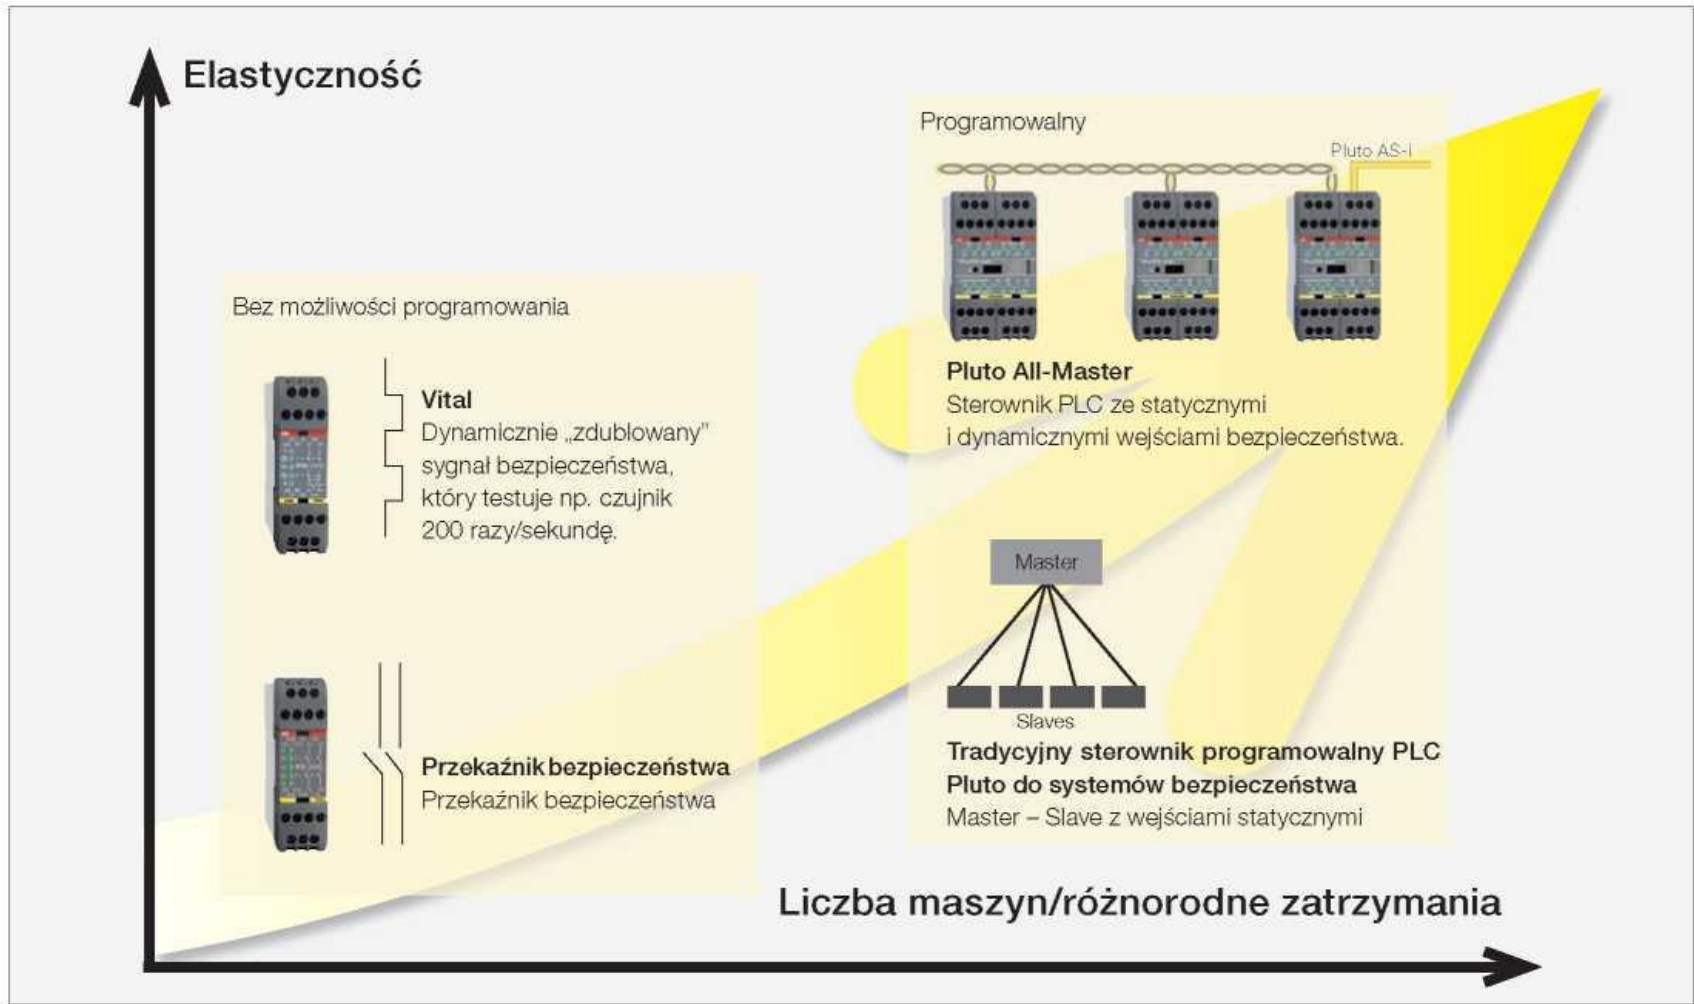 Elastyczność
Programowalny
Pluto AS-i
Bez możliwości programowania
Vital
Dynamicznie „zdublowany”
sygnał bezpieczeństwa,
który testuje np. czujnik
200 razy/sekundę.
Pluto All-Master
Sterownik PLC ze statycznymi
i dynamicznymi wejściami bezpieczeństwa.
Master
Slaves
Przekaźnik bezpieczeństwa
Przekaźnik bezpieczeństwa
Tradycyjny sterownik programowalny PLC
Pluto do systemów bezpieczeństwa
Master – Slave z wejściami statycznymi
Liczba maszyn/różnorodne zatrzymania